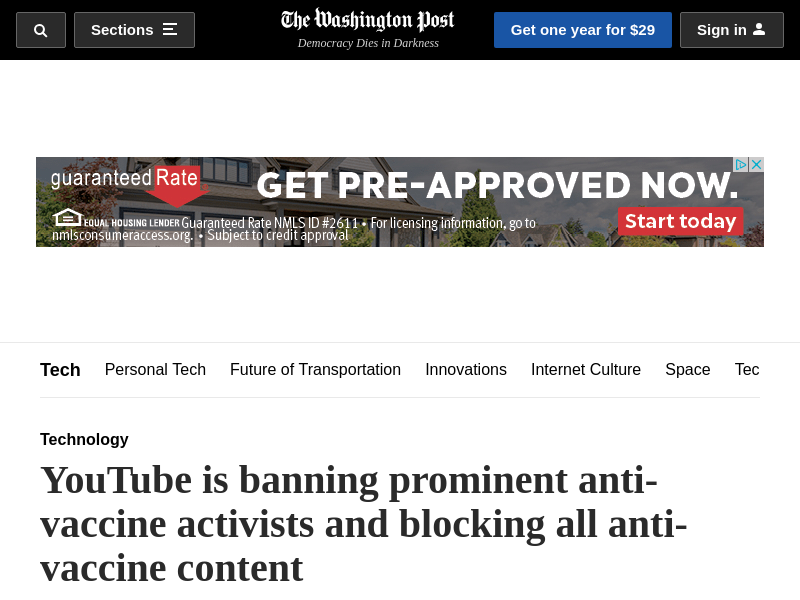 Sections
The Washington Post
Democracy Dies in Darkness
Get one year for $29
Sign in
guaranteed Rate
GET PRE-APPROVED NOW.
EQUAL HOUSING LENDER Guaranteed Rate NMLS ID #2611 • For licensing information, go to
nmlsconsumeraccess.org. • Subject to credit approval
Start today
Tech Personal Tech Future of Transportation Innovations Internet Culture Space Tec
Technology
YouTube is banning prominent anti-
vaccine activists and blocking all anti-
vaccine content